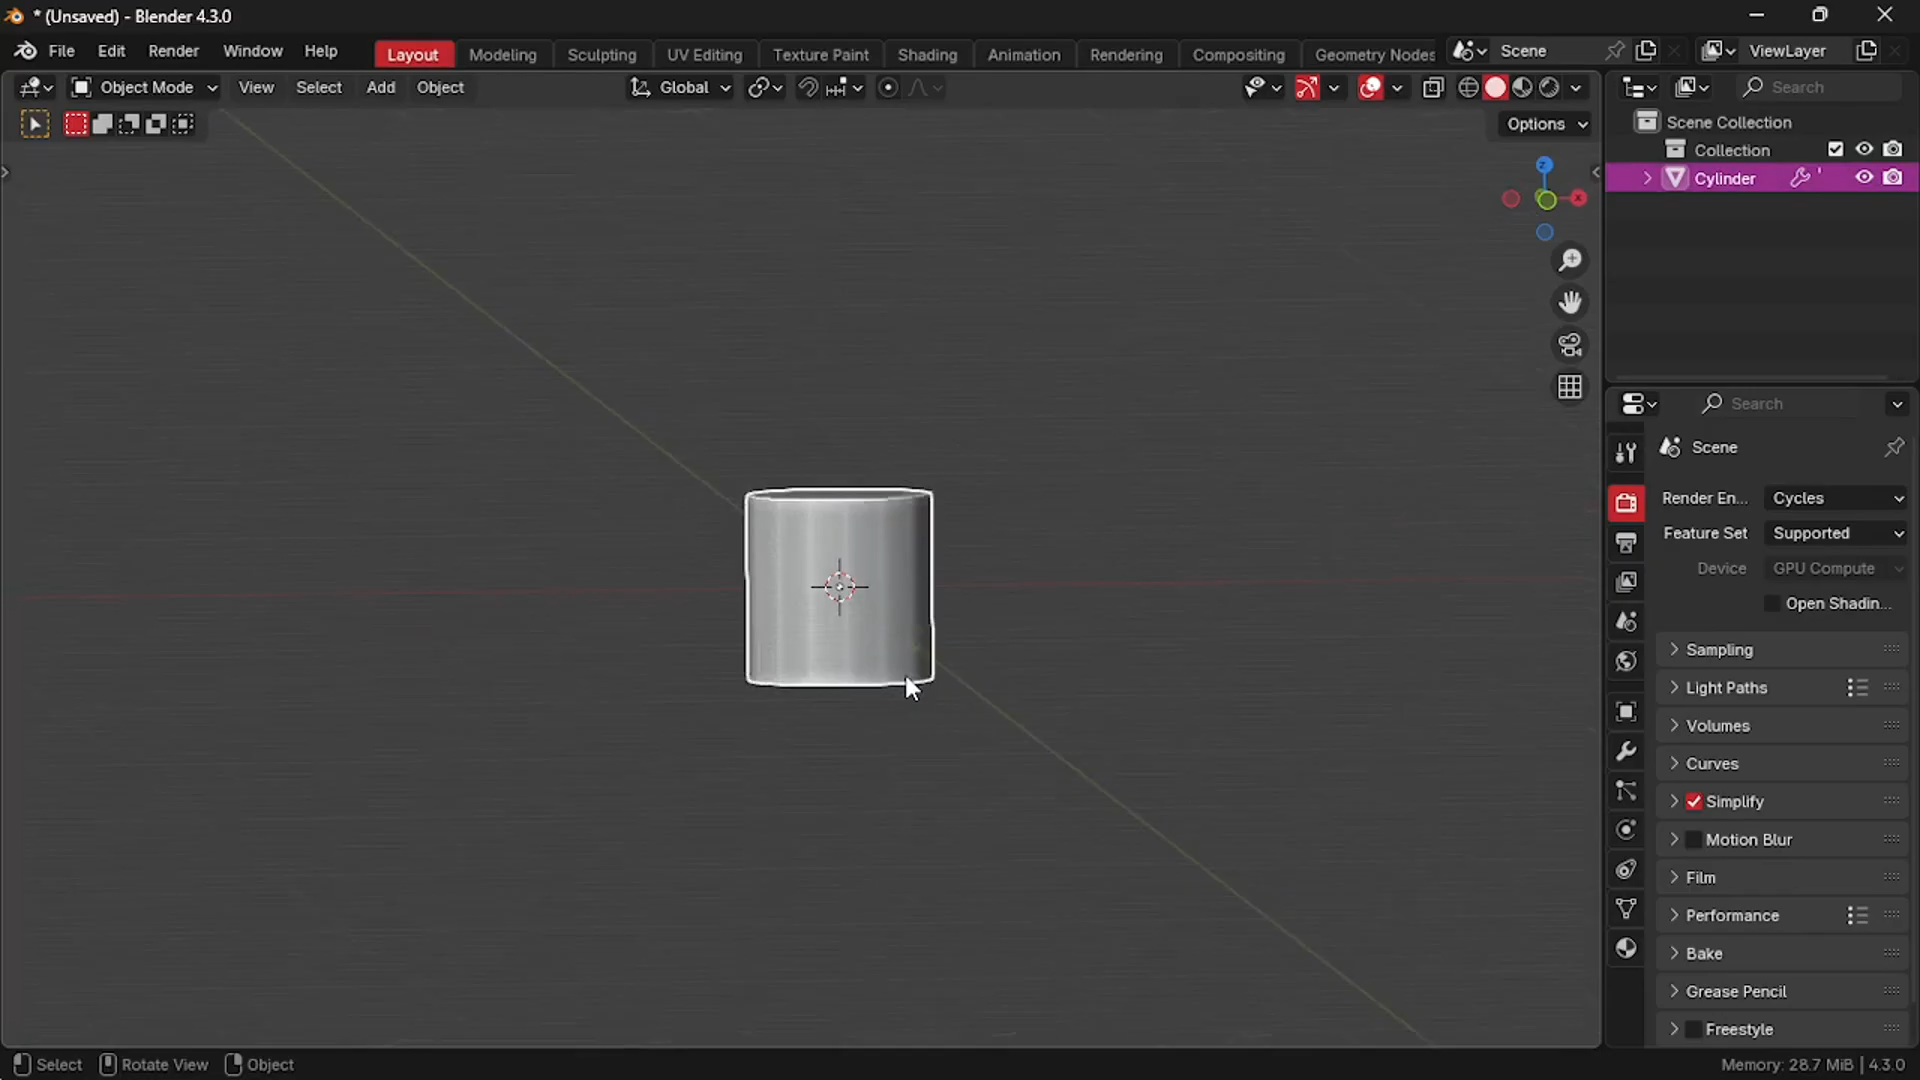 * (Unsaved) - Blender 4.3.0
File Edit Render Window Help Layout Modeling Sculpting UV Editing Texture Paint Shading Animation Rendering Compositing Geometry Nodes Scene ViewLayer
Object Mode View Select Add Object Global Search
Options
Scene Collection
Collection
Cylinder
Z
X
Search
Scene
Render En... Cycles
Feature Set Supported
Device GPU Compute
Open Shadin...
Sampling
Light Paths
Volumes
Curves
Simplify
Motion Blur
Film
Performance
Bake
Grease Pencil
Freestyle
Select Rotate View Object Memory: 28.7 MiB | 4.3.0